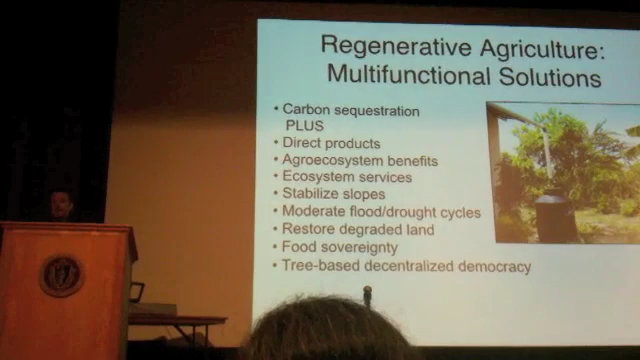 Regenerative Agriculture:
Multifunctional Solutions
• Carbon sequestration
PLUS
• Direct products
• Agroecosystem benefits
• Ecosystem services
• Stabilize slopes
• Moderate flood/drought cycles
• Restore degraded land
• Food sovereignty
• Tree-based decentralized democracy